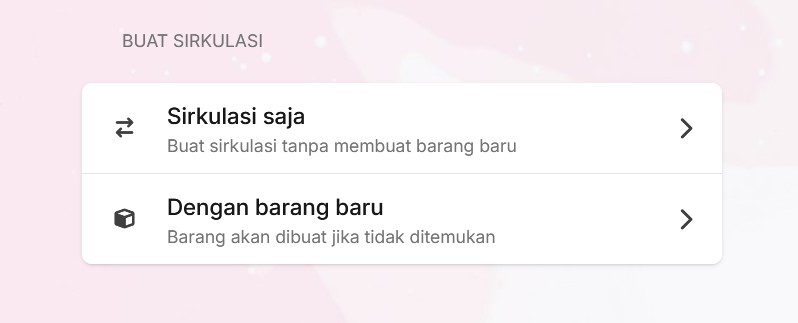 BUAT SIRKULASI
Sirkulasi saja
Buat sirkulasi tanpa membuat barang baru
Dengan barang baru
Barang akan dibuat jika tidak ditemukan